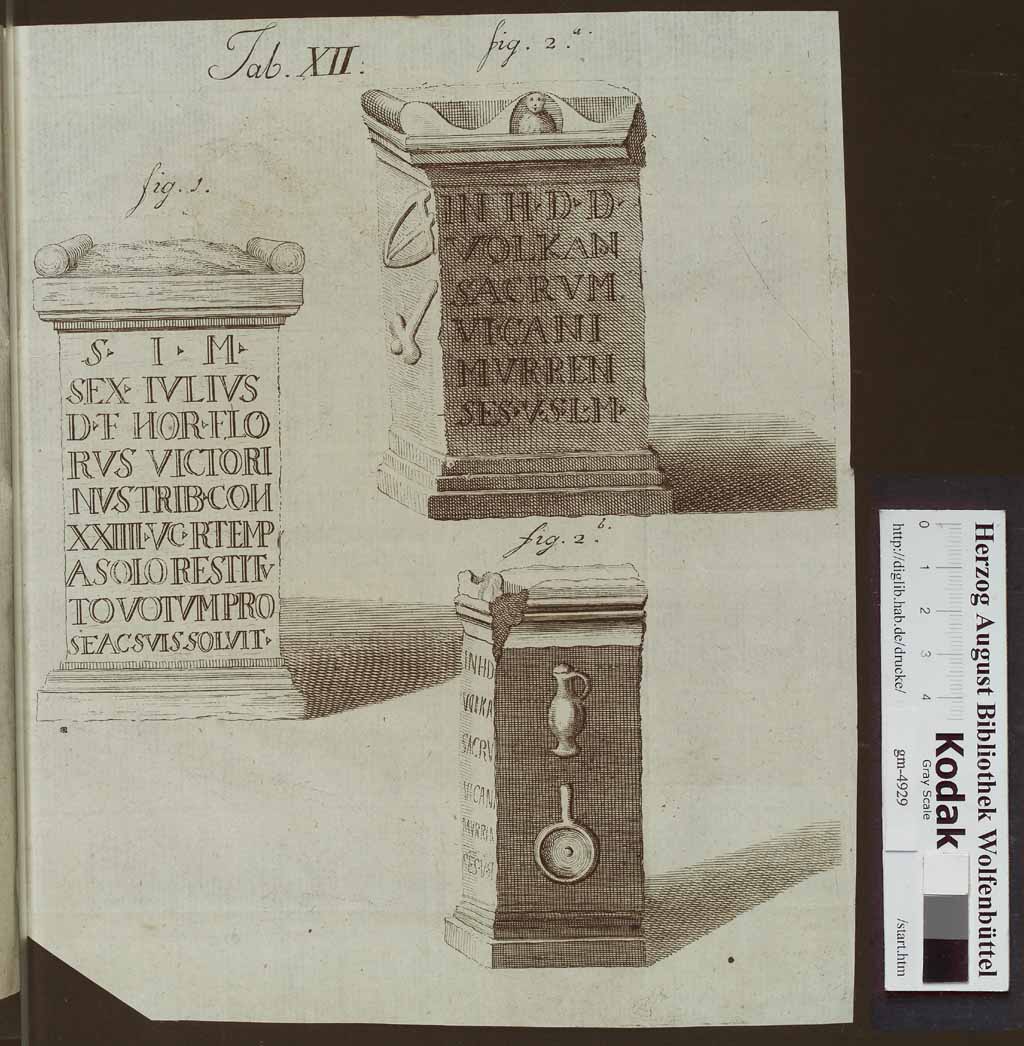 Tab. XII.
fig. 1.
S· I· M·
SEX· IVLIVS
D·F HOR·FLO
RVS VICTORI
NVS TRIB·COH
XXIIII·VC·R TEMP
A SOLO RESTITV
TO VOTVM PRO
SE AC SVIS SOLVIT·
fig. 2.a.
IN H·D·D·
VOLKAN
SACRVM.
VICANI
MVRREN
SES·V·S·L·M·
fig. 2.b.
IN HD
VOLKA
SACRV
VICANI
MVRRE
Herzog August Bibliothek Wolfenbüttel
Kodak
Gray Scale
0 1 2 3 4
http://diglib.hab.de/drucke/
gm-4929
/start.htm